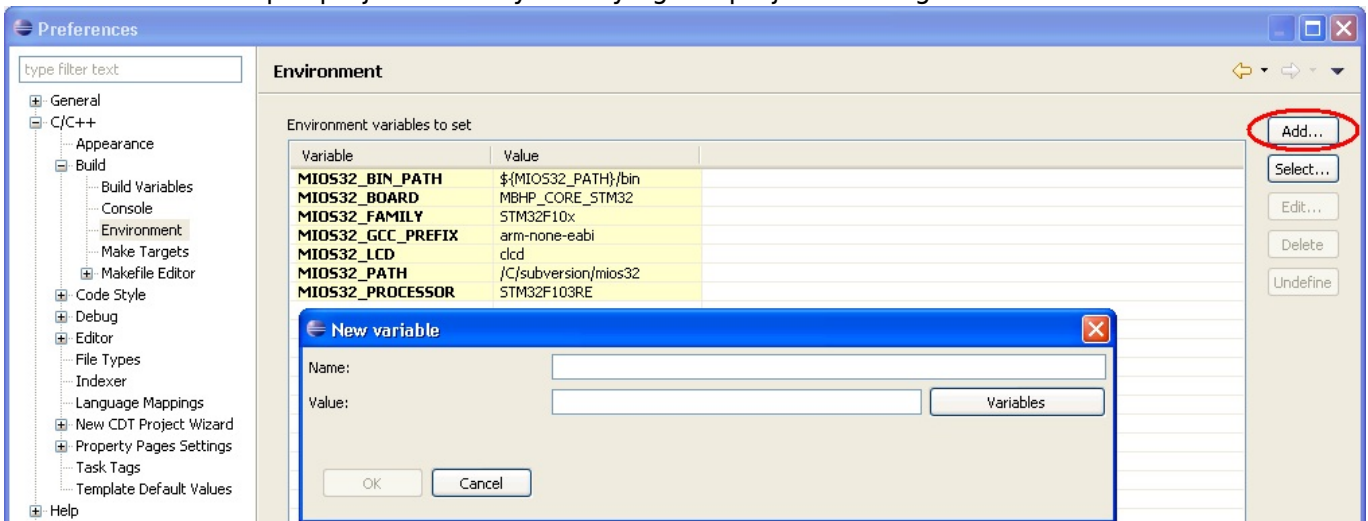 Preferences
type filter text
Environment
General
C/C++
Appearance
Build
Build Variables
Console
Environment
Make Targets
Makefile Editor
Code Style
Debug
Editor
File Types
Indexer
Language Mappings
New CDT Project Wizard
Property Pages Settings
Task Tags
Template Default Values
Help
Environment variables to set
Variable Value
MIOS32_BIN_PATH ${MIOS32_PATH}/bin
MIOS32_BOARD MBHP_CORE_STM32
MIOS32_FAMILY STM32F10x
MIOS32_GCC_PREFIX arm-none-eabi
MIOS32_LCD clcd
MIOS32_PATH /C/subversion/mios32
MIOS32_PROCESSOR STM32F103RE
Add...
Select...
Edit...
Delete
Undefine
New variable
Name:
Value:
Variables
OK Cancel